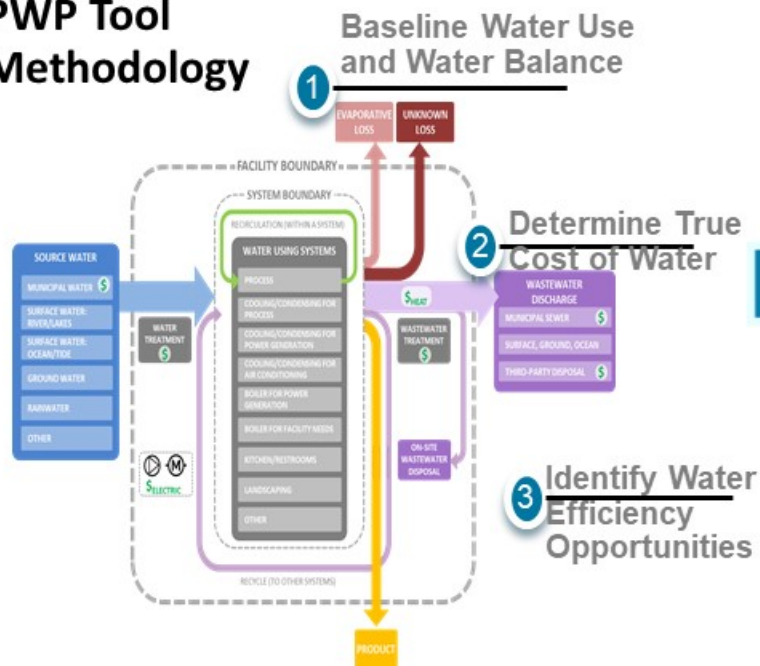 PWP Tool
Methodology
1
Baseline Water Use
and Water Balance
EVAPORATIVE
LOSS
UNKNOWN
LOSS
FACILITY BOUNDARY
SYSTEM BOUNDARY
RECIRCULATION (WITHIN A SYSTEM)
SOURCE WATER
MUNICIPAL WATER $
SURFACE WATER:
RIVER/LAKES
SURFACE WATER:
OCEAN/TIDE
GROUND WATER
RAINWATER
OTHER
WATER
TREATMENT
$
M
$ELECTRIC
WATER USING SYSTEMS
PROCESS
COOLING/CONDENSING FOR
PROCESS
COOLING/CONDENSING FOR
POWER GENERATION
COOLING/CONDENSING FOR
AIR CONDITIONING
BOILER FOR POWER
GENERATION
BOILER FOR FACILITY NEEDS
KITCHEN/RESTROOMS
LANDSCAPING
OTHER
$HEAT
WASTEWATER
TREATMENT
$
ON-SITE
WASTEWATER
DISPOSAL
2
Determine True
Cost of Water
WASTEWATER
DISCHARGE
MUNICIPAL SEWER $
SURFACE, GROUND, OCEAN
THIRD-PARTY DISPOSAL $
3
Identify Water
Efficiency
Opportunities
RECYCLE (TO OTHER SYSTEMS)
PRODUCT